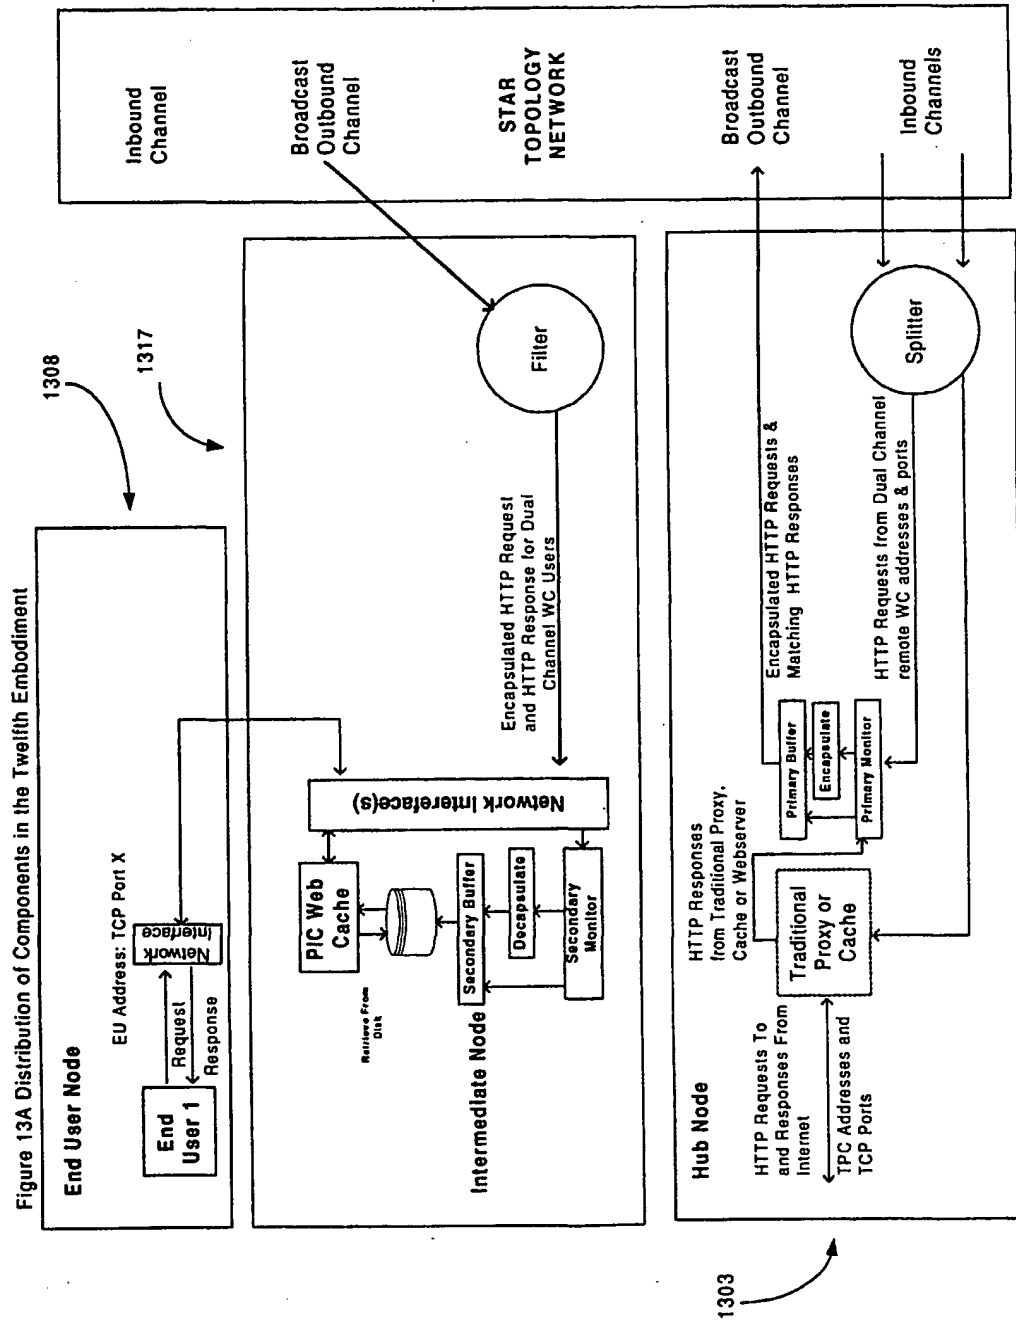 Figure 13A Distribution of Components in the Twelfth Embodiment
End User Node
EU Address: TCP Port X
End
User 1
Request
Response
Network
Interface
1308
1317
Intermediate Node
PIC Web
Cache
Retrieve From
Disk
Secondary Buffer
Decapsulate
Secondary
Monitor
Network Intereface(s)
Encapsulated HTTP Request
and HTTP Response for Dual
Channel WC Users
Filter
Hub Node
HTTP Requests To
and Responses From
Internet
TPC Addresses and
TCP Ports
Traditional
Proxy or
Cache
HTTP Responses
from Traditional Proxy,
Cache or Webserver
Primary Buffer
Encapsulate
Primary Monitor
Encapsulated HTTP Requests &
Matching HTTP Responses
HTTP Requests from Dual Channel
remote WC addresses & ports
Splitter
1303
Inbound
Channel
Broadcast
Outbound
Channel
STAR
TOPOLOGY
NETWORK
Broadcast
Outbound
Channel
Inbound
Channels